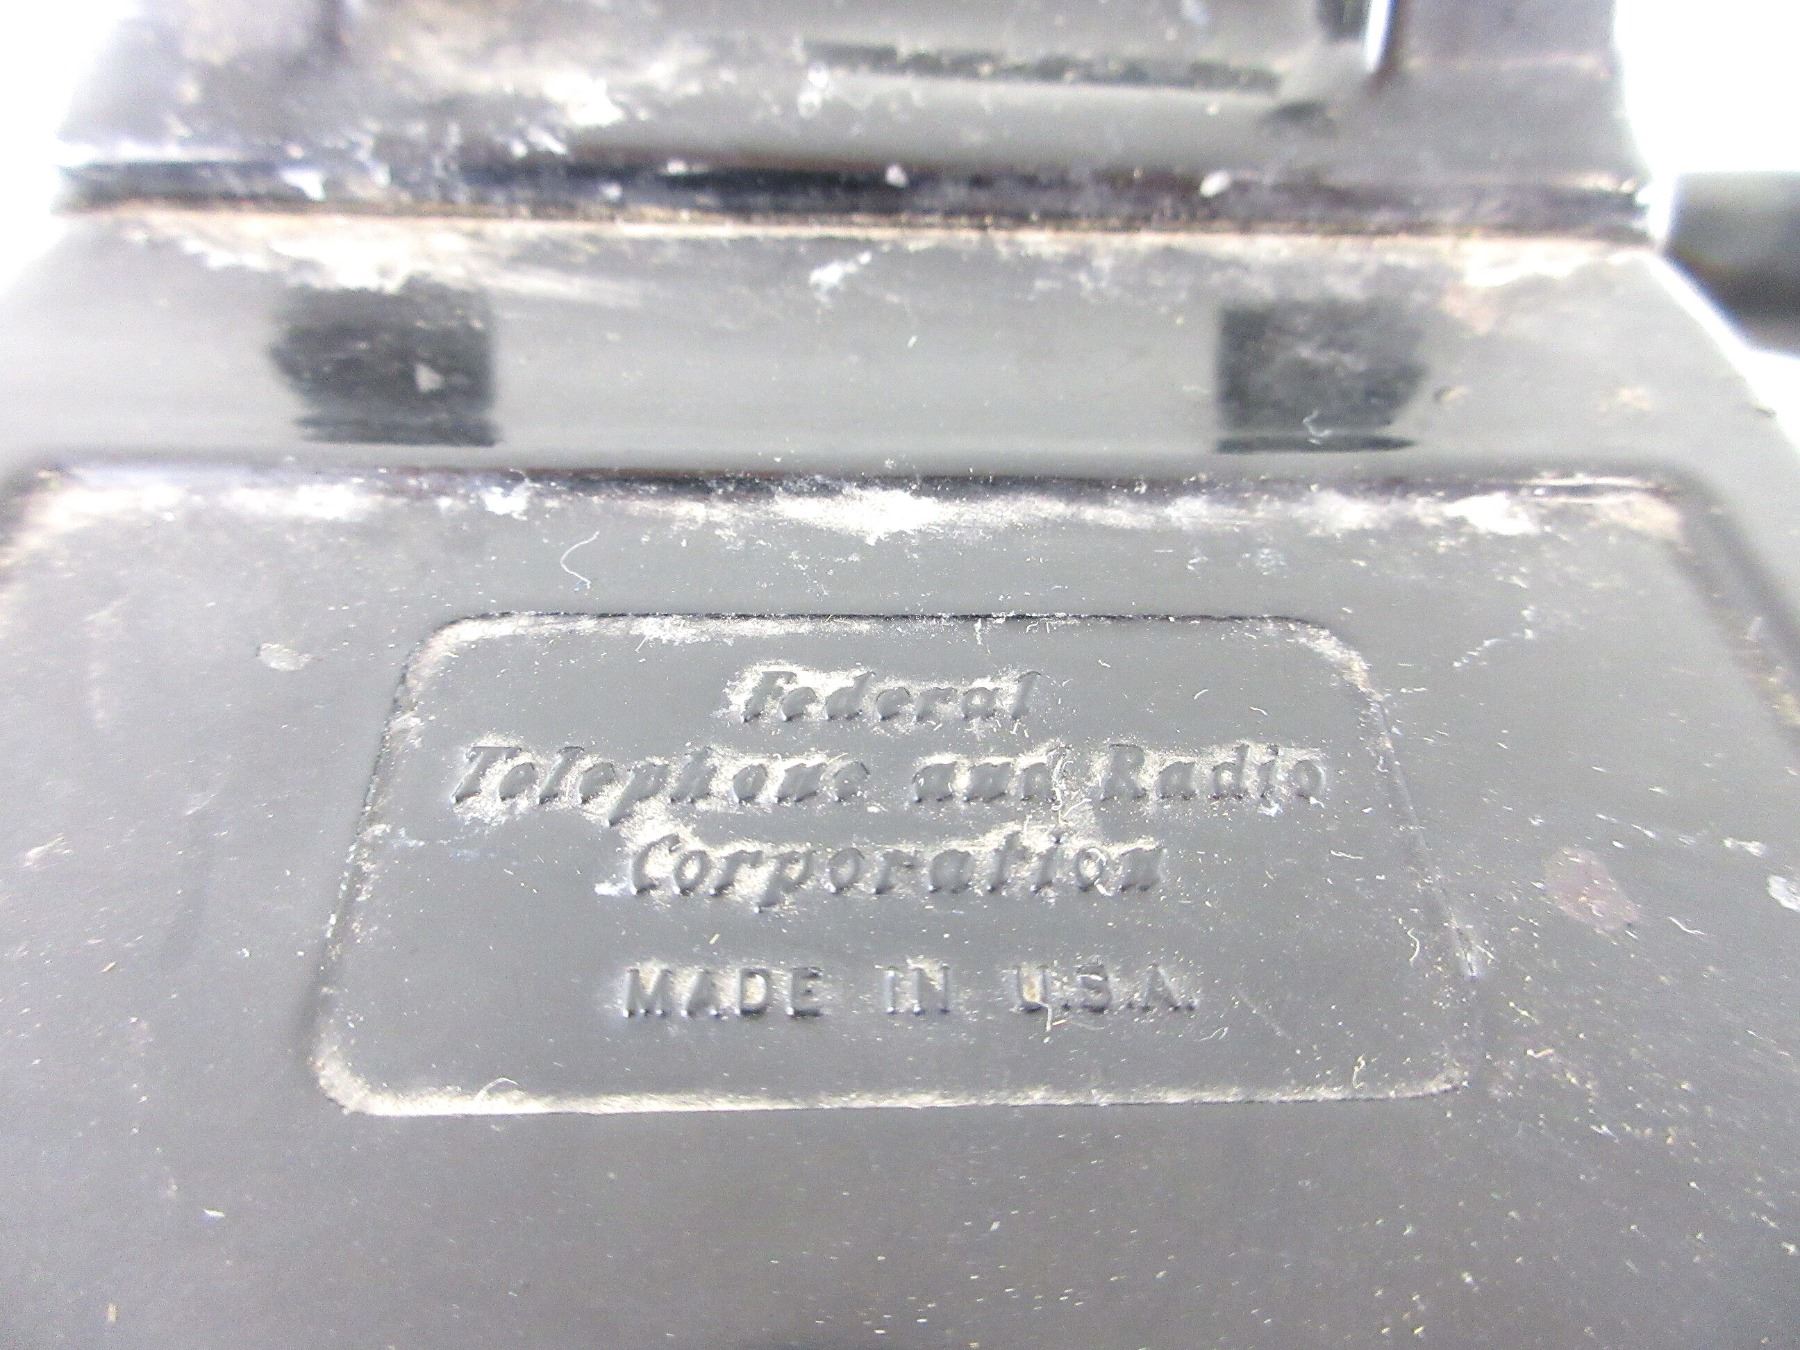 Federal
Telephone and Radio
Corporation
MADE IN U.S.A.